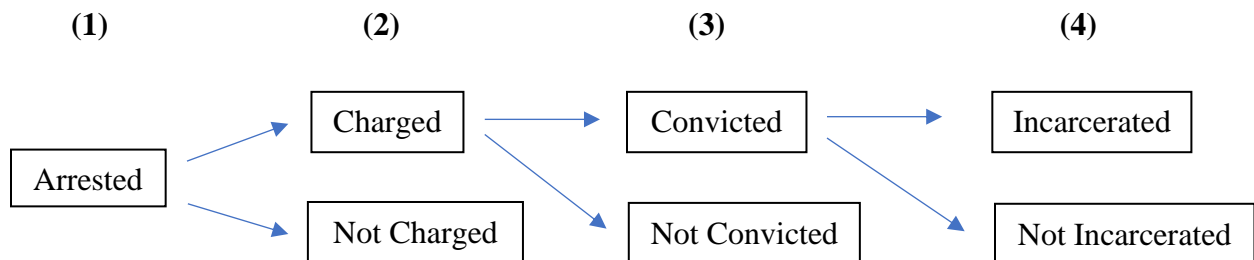 (1) (2) (3) (4)
Charged Convicted Incarcerated
Arrested
Not Charged Not Convicted Not Incarcerated